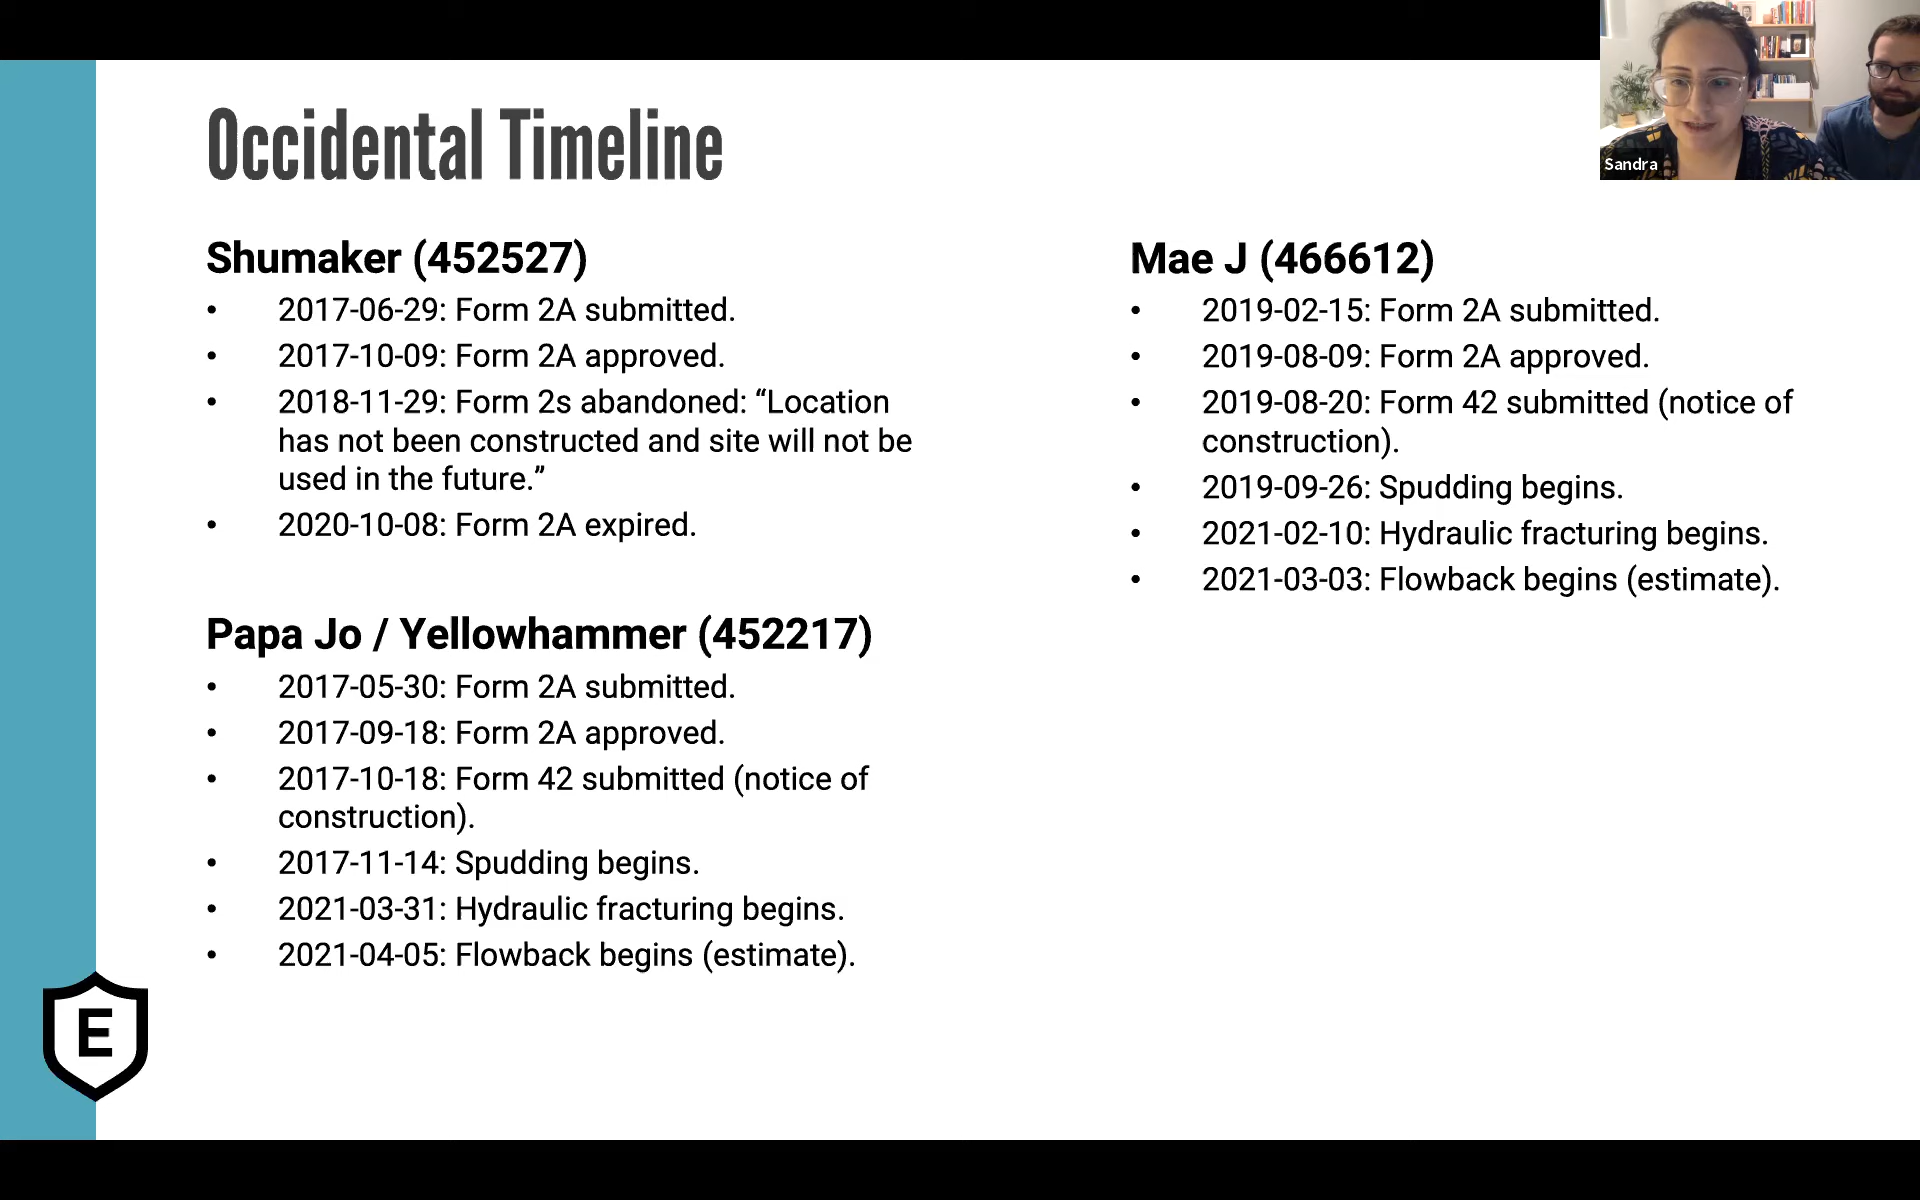 Occidental Timeline
Sandra
Shumaker (452527)
• 2017-06-29: Form 2A submitted.
• 2017-10-09: Form 2A approved.
• 2018-11-29: Form 2s abandoned: “Location
has not been constructed and site will not be
used in the future.”
• 2020-10-08: Form 2A expired.
Papa Jo / Yellowhammer (452217)
• 2017-05-30: Form 2A submitted.
• 2017-09-18: Form 2A approved.
• 2017-10-18: Form 42 submitted (notice of
construction).
• 2017-11-14: Spudding begins.
• 2021-03-31: Hydraulic fracturing begins.
• 2021-04-05: Flowback begins (estimate).
Mae J (466612)
• 2019-02-15: Form 2A submitted.
• 2019-08-09: Form 2A approved.
• 2019-08-20: Form 42 submitted (notice of
construction).
• 2019-09-26: Spudding begins.
• 2021-02-10: Hydraulic fracturing begins.
• 2021-03-03: Flowback begins (estimate).
E